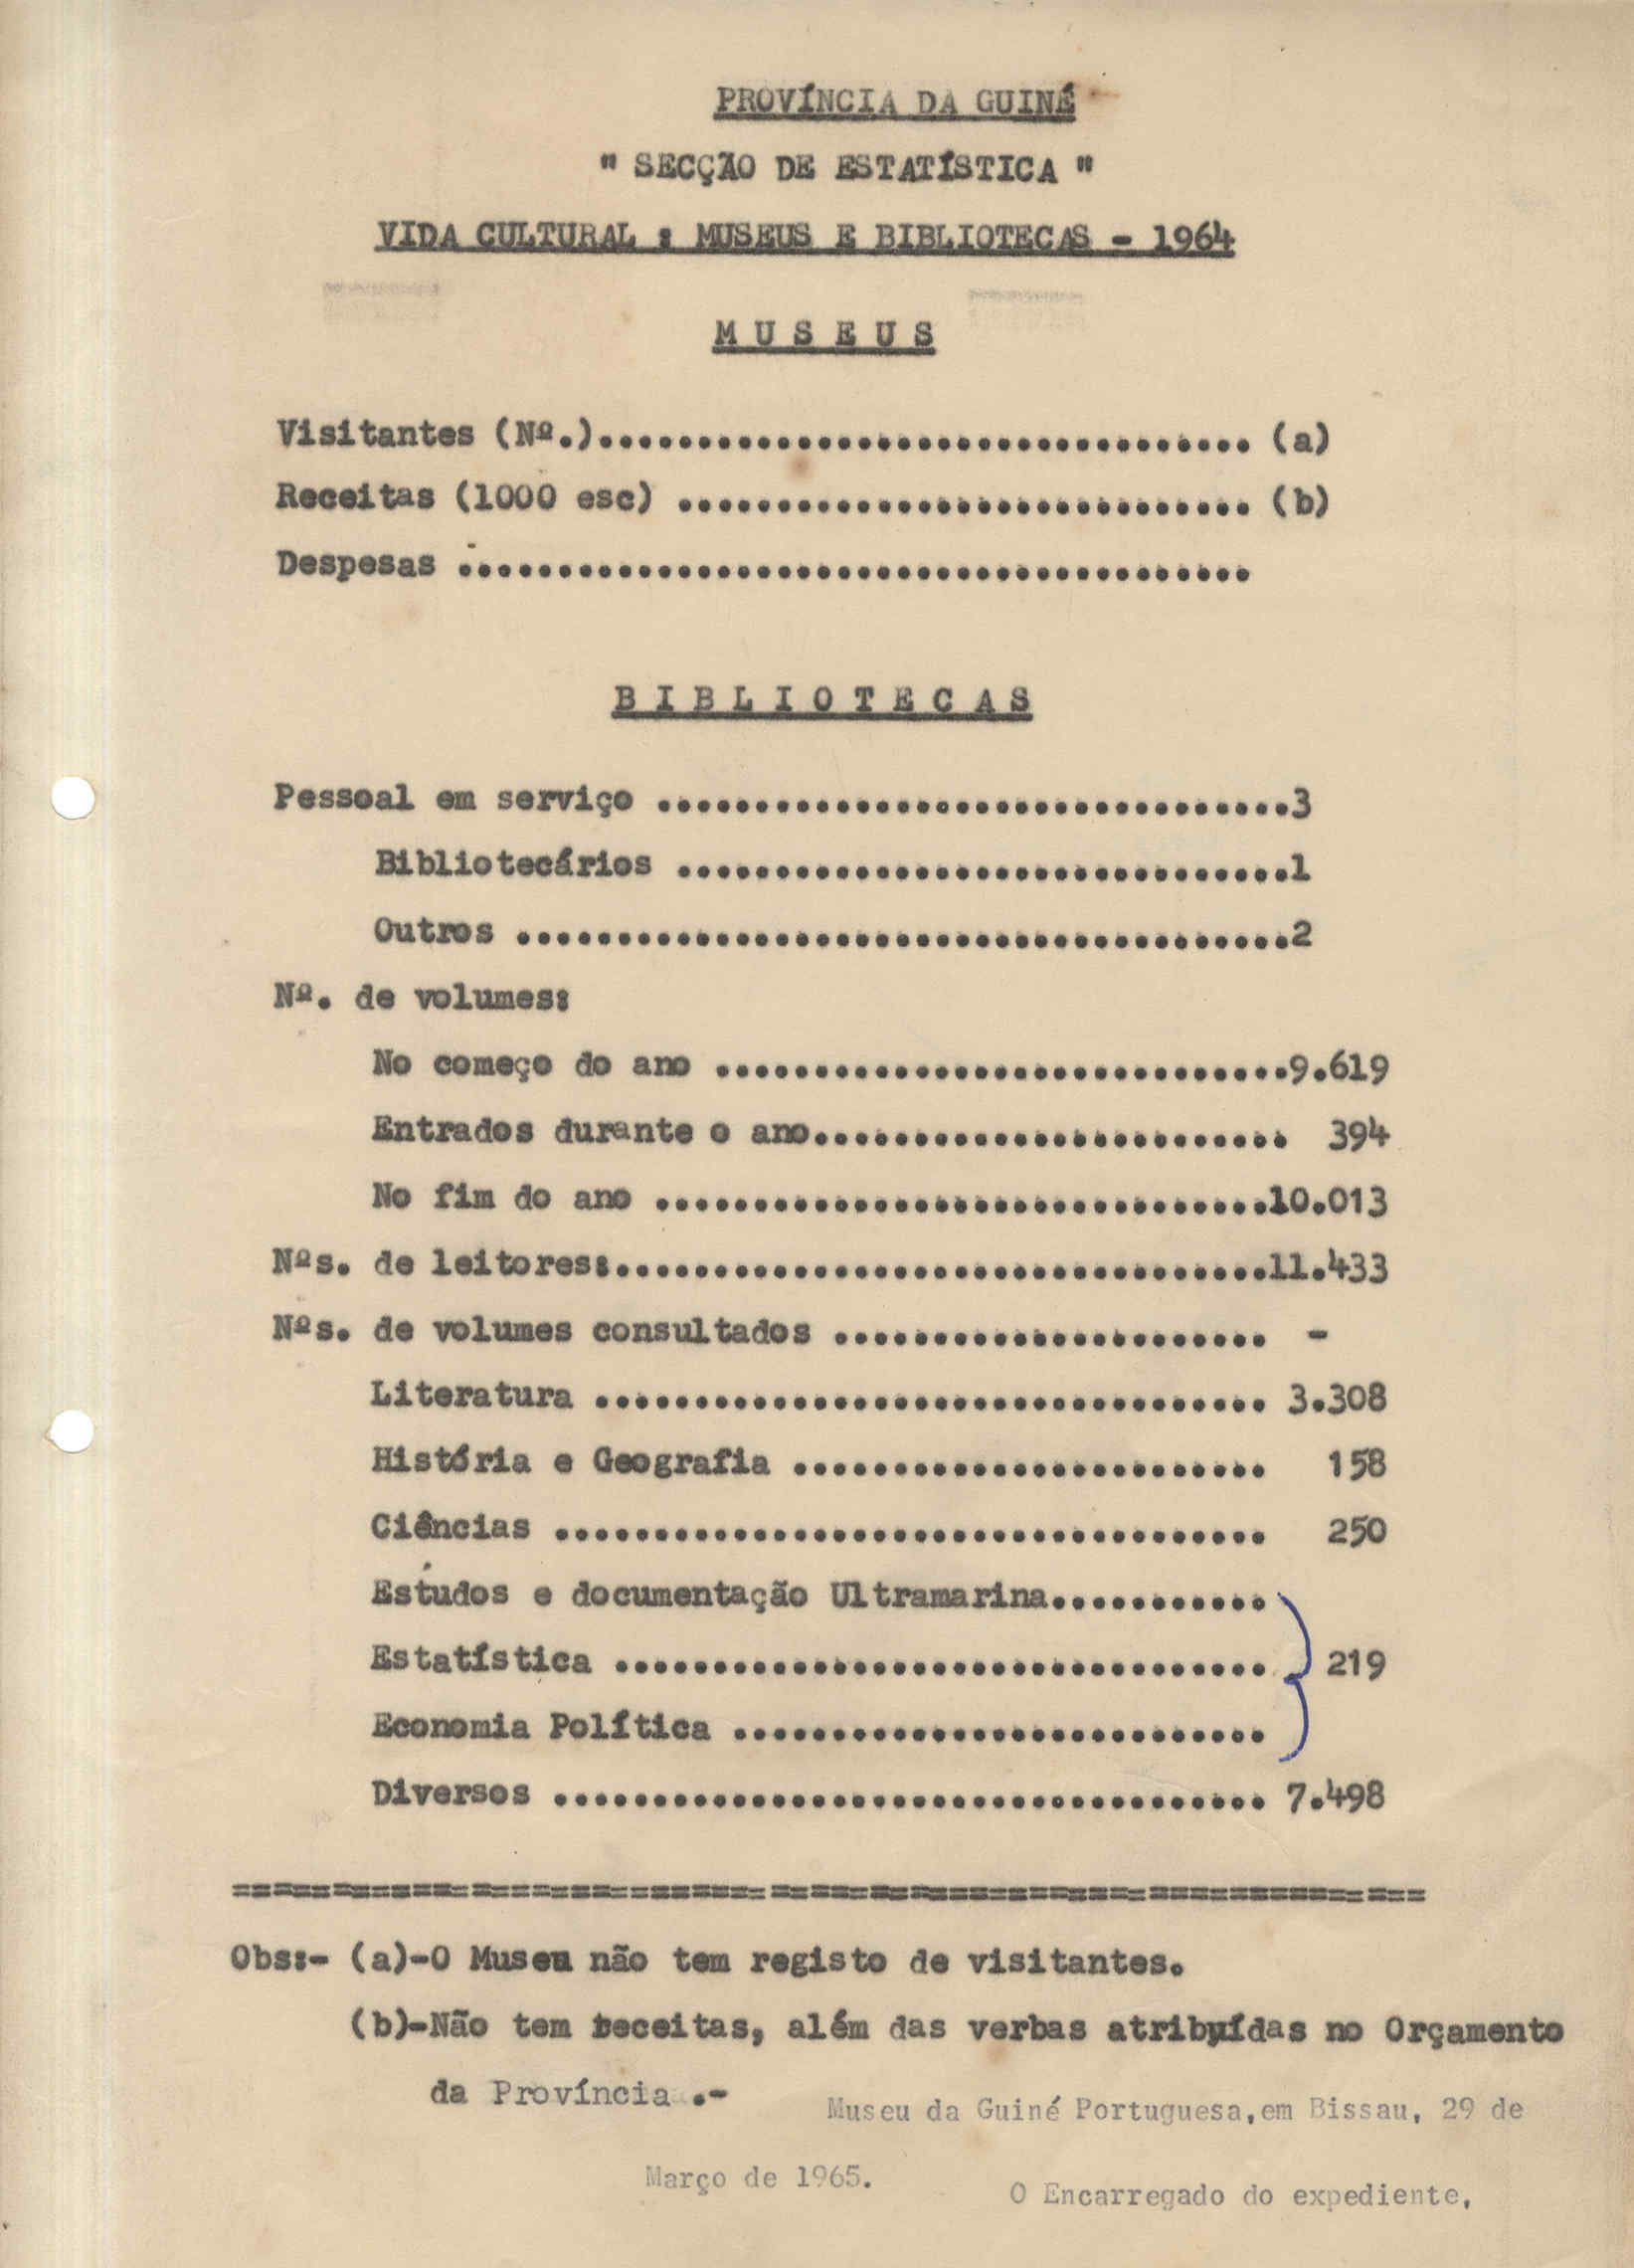 PROVÍNCIA DA GUINÉ
" SECÇÃO DE ESTATÍSTICA "
VIDA CULTURAL : MUSEUS E BIBLIOTECAS - 1964
M U S E U S
Visitantes (Nº.)................................. (a)
Receitas (1000 esc) ............................. (b)
Despesas ........................................
B I B L I O T E C A S
Pessoal em serviço ................................3
Bibliotecários ...............................1
Outros .......................................2
Nº. de volumes:
No começo do ano .............................9.619
Entrados durante o ano........................ 394
No fim do ano ...............................10.013
Nºs. de leitores:.................................11.433
Nºs. de volumes consultados ...................... -
Literatura .................................. 3.308
História e Geografia ........................ 158
Ciências .................................... 250
Estudos e documentação Ultramarina...........
Estatística ................................. 219
Economia Política ...........................
Diversos .................................... 7.498
============================================================
Obs:- (a)-O Museu não tem registo de visitantes.
(b)-Não tem receitas, além das verbas atribuídas no Orçamento
da Província .-
Museu da Guiné Portuguesa,em Bissau, 29 de
Março de 1965.
O Encarregado do expediente,